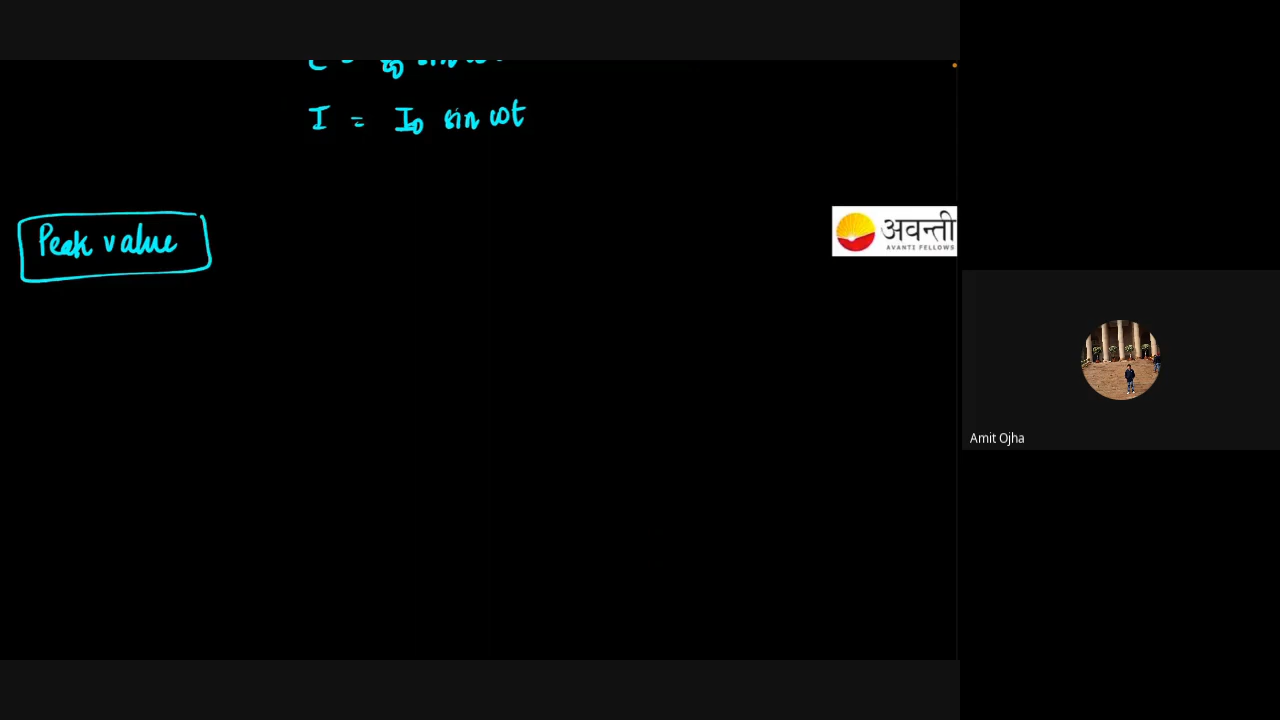 I = I₀ sin ωt
Peak value
अवन्ती
AVANTI FELLOWS
Amit Ojha